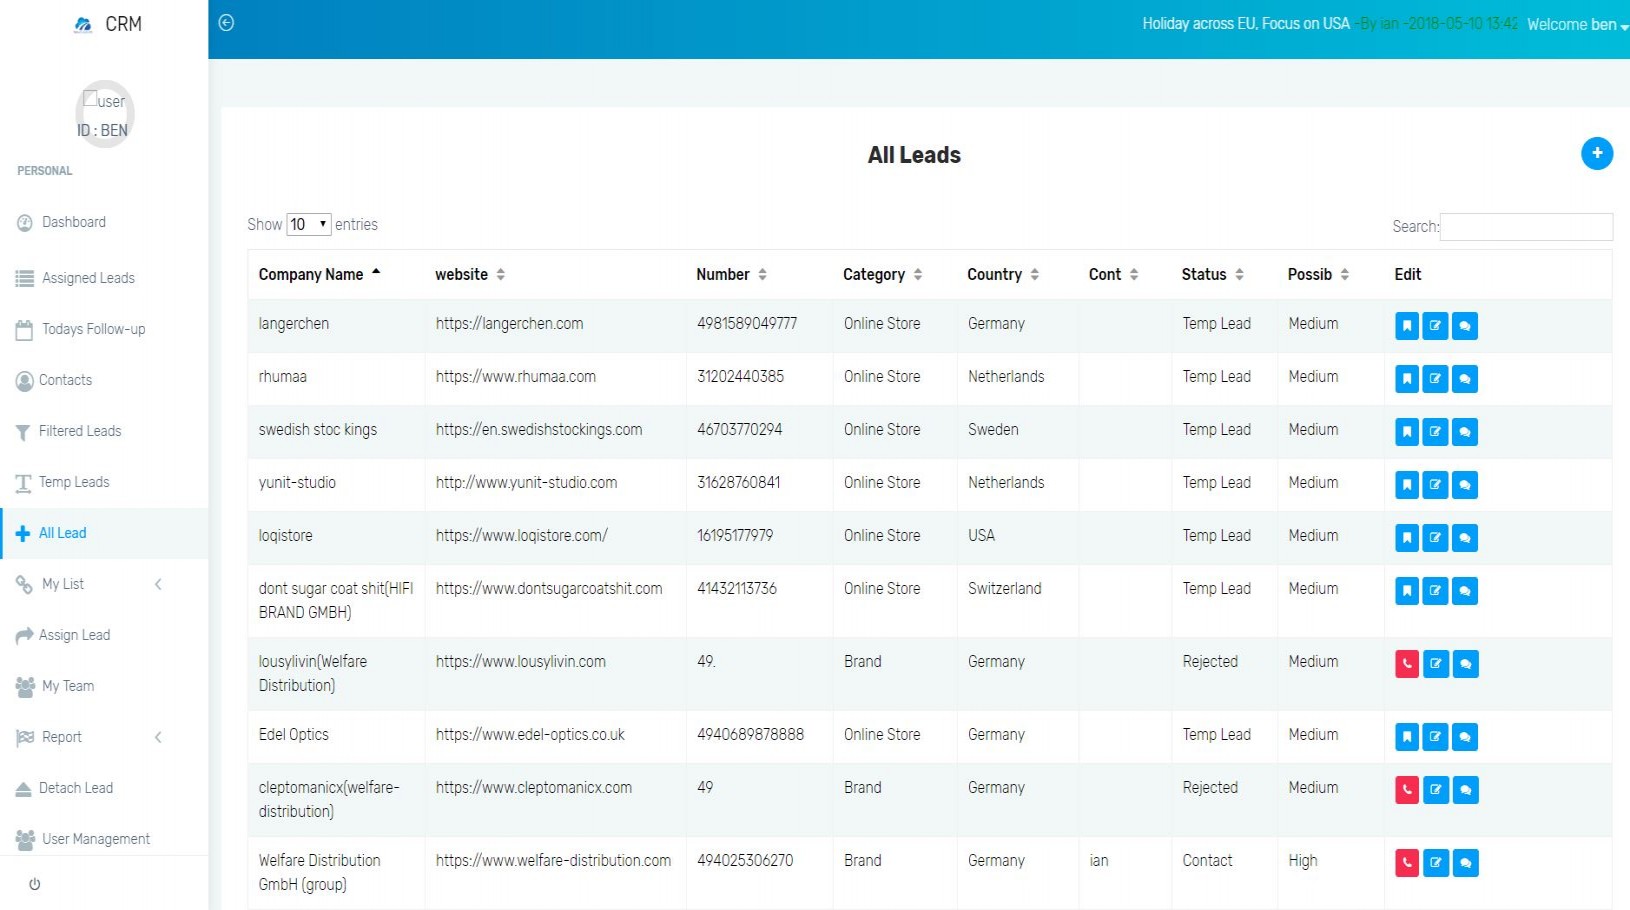 CRM
Holiday across EU, Focus on USA -By ian -2018-05-10 13:42 Welcome ben
user
ID : BEN
PERSONAL
Dashboard
Assigned Leads
Todays Follow-up
Contacts
Filtered Leads
Temp Leads
All Lead
My List
Assign Lead
My Team
Report
Detach Lead
User Management
All Leads
+
Show 10 entries
Search:
Company Name website Number Category Country Cont Status Possib Edit
langerchen https://langerchen.com 4981589049777 Online Store Germany Temp Lead Medium
rhumaa https://www.rhumaa.com 31202440385 Online Store Netherlands Temp Lead Medium
swedish stoc kings https://en.swedishstockings.com 46703770294 Online Store Sweden Temp Lead Medium
yunit-studio http://www.yunit-studio.com 31628760841 Online Store Netherlands Temp Lead Medium
loqistore https://www.loqistore.com/ 16195177979 Online Store USA Temp Lead Medium
dont sugar coat shit(HIFI https://www.dontsugarcoatshit.com 41432113736 Online Store Switzerland Temp Lead Medium
BRAND GMBH)
lousylivin(Welfare https://www.lousylivin.com 49. Brand Germany Rejected Medium
Distribution)
Edel Optics https://www.edel-optics.co.uk 4940689878888 Online Store Germany Temp Lead Medium
cleptomanicx(welfare- https://www.cleptomanicx.com 49 Brand Germany Rejected Medium
distribution)
Welfare Distribution https://www.welfare-distribution.com 494025306270 Brand Germany ian Contact High
GmbH (group)